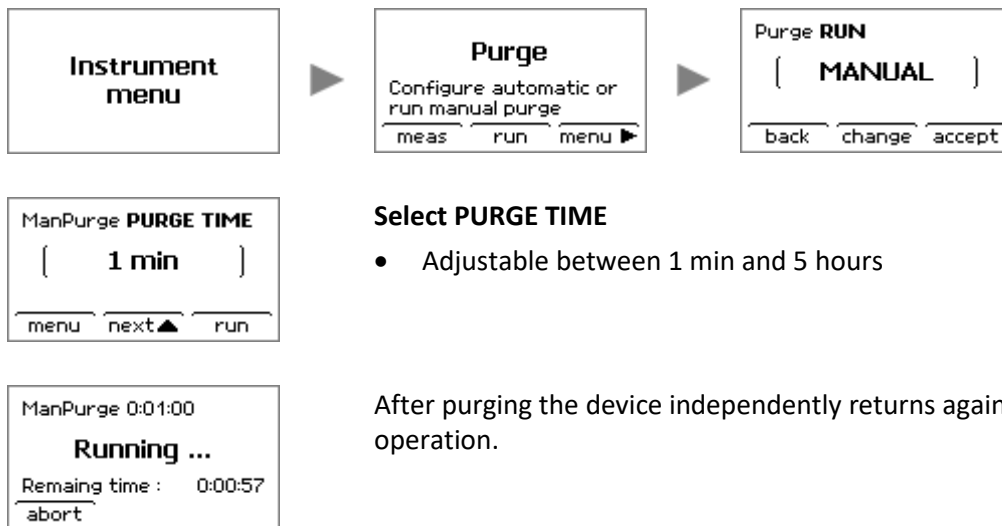 Instrument
menu
Purge
Configure automatic or
run manual purge
meas run menu ▶
Purge RUN
[ MANUAL ]
back change accept
ManPurge PURGE TIME
[ 1 min ]
menu next▲ run
Select PURGE TIME
• Adjustable between 1 min and 5 hours
ManPurge 0:01:00
Running ...
Remaing time : 0:00:57
abort
After purging the device independently returns again
operation.